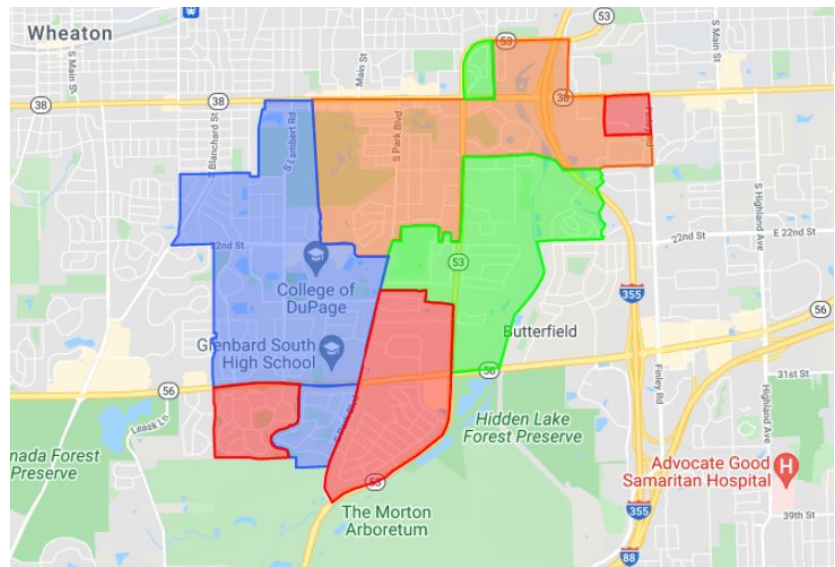 53
Wheaton
S Main St
Main St
S Main St
38
38
38
S Blanchard St
S Lambert Rd
S Park Blvd
S Highland Ave
22nd St
22nd St
E 22nd St
53
College of
DuPage
355
56
Glenbard South
High School
Butterfield
56
56
31st St
Leask Ln
Finley Rd
Highland Ave
Hidden Lake
Forest Preserve
nada Forest
Preserve
Advocate Good
Samaritan Hospital
H
53
The Morton
Arboretum
355
39th St
88